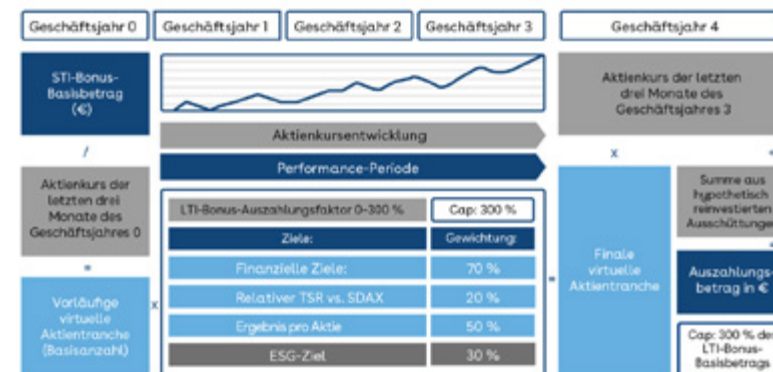 Geschäftsjahr 0
Geschäftsjahr 1
Geschäftsjahr 2
Geschäftsjahr 3
Geschäftsjahr 4
STI-Bonus-
Basisbetrag
(€)
/
Aktienkurs der
letzten drei
Monate des
Geschäftsjahres 0
=
Vorläufige
virtuelle
Aktientranche
(Basisanzahl)
x
Aktienkursentwicklung
Performance-Periode
LTI-Bonus-Auszahlungsfaktor 0-300 %
Cap: 300 %
Ziele:
Gewichtung:
Finanzielle Ziele:
70 %
Relativer TSR vs. SDAX
20 %
Ergebnis pro Aktie
50 %
ESG-Ziel
30 %
=
Aktienkurs der letzten
drei Monate des
Geschäftsjahres 3
x
Finale
virtuelle
Aktientranche
Summe aus
hypothetisch
reinvestierten
Ausschüttungen
Auszahlungs-
betrag in €
Cap: 300 % des
LTI-Bonus-
Basisbetrags